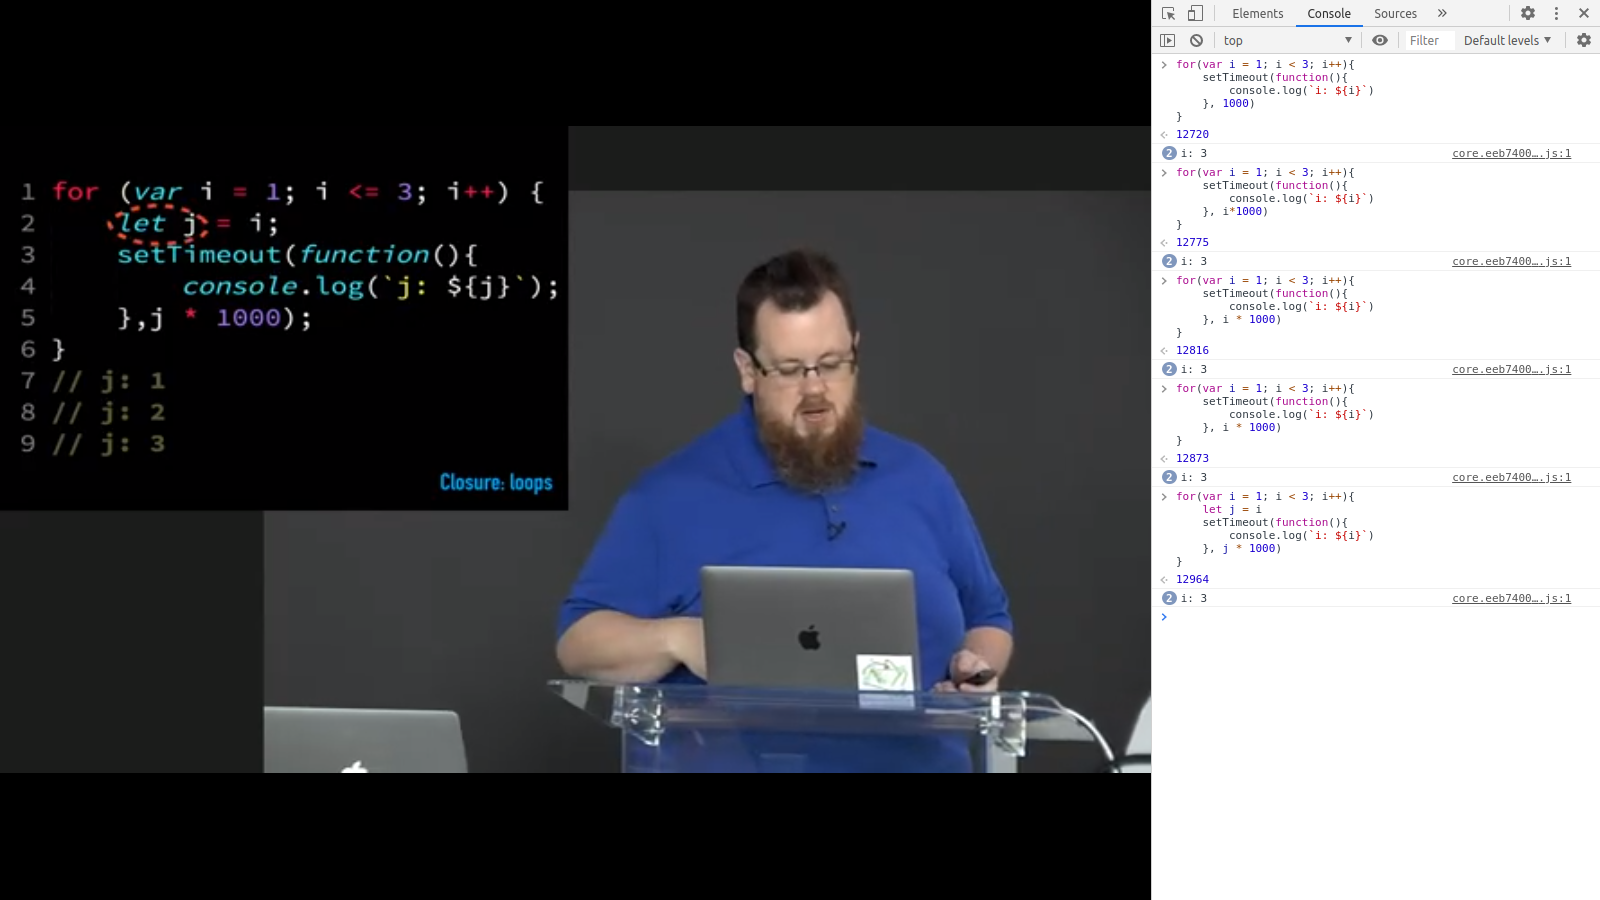 1 for (var i = 1; i <= 3; i++) {
2 let j = i;
3 setTimeout(function(){
4 console.log(`j: ${j}`);
5 },j * 1000);
6 }
7 // j: 1
8 // j: 2
9 // j: 3
Closure: loops
Elements Console Sources »
top Filter Default levels
for(var i = 1; i < 3; i++){
setTimeout(function(){
console.log(`i: ${i}`)
}, 1000)
}
12720
2 i: 3 core.eeb7400….js:1
for(var i = 1; i < 3; i++){
setTimeout(function(){
console.log(`i: ${i}`)
}, i*1000)
}
12775
2 i: 3 core.eeb7400….js:1
for(var i = 1; i < 3; i++){
setTimeout(function(){
console.log(`i: ${i}`)
}, i * 1000)
}
12816
2 i: 3 core.eeb7400….js:1
for(var i = 1; i < 3; i++){
setTimeout(function(){
console.log(`i: ${i}`)
}, i * 1000)
}
12873
2 i: 3 core.eeb7400….js:1
for(var i = 1; i < 3; i++){
let j = i
setTimeout(function(){
console.log(`i: ${i}`)
}, j * 1000)
}
12964
2 i: 3 core.eeb7400….js:1